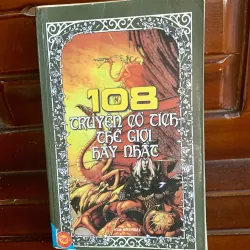 108
TRUYỆN CỔ TÍCH
THẾ GIỚI
HAY NHẤT